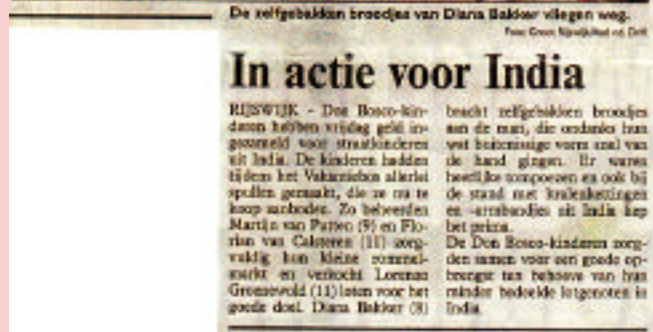 De zelfgebakken broodjes van Diana Bakker vliegen weg.
In actie voor India
RIJSWIJK - Don Bosco-kin-
deren hebben vrijdag geld in-
gezameld voor straatkinderen
uit India. De kinderen hadden
tijdens het allerlei
spullen gemaakt, die ze nu te
koop aanboden. Zo beheerden
Martijn van Putten (9) en Flo-
rian van Calsteren (11) zorg-
vuldig hun kleine rommel-
markt en verkocht Lorenzo
Groenewold (11) loten voor het
goede doel. Diana Bakker (8)
bracht zelfgebakken broodjes
aan de man, die ondanks hun
wat buitenissige vorm snel van
de hand gingen. Er waren
heerlijke tompoezen en ook bij
de stand met kralenkettingen
en -armbandjes uit India liep
het prima.
De Don Bosco-kinderen zorg-
den samen voor een goede op-
brengst ten behoeve van hun
minder bedeelde lotgenoten in
India